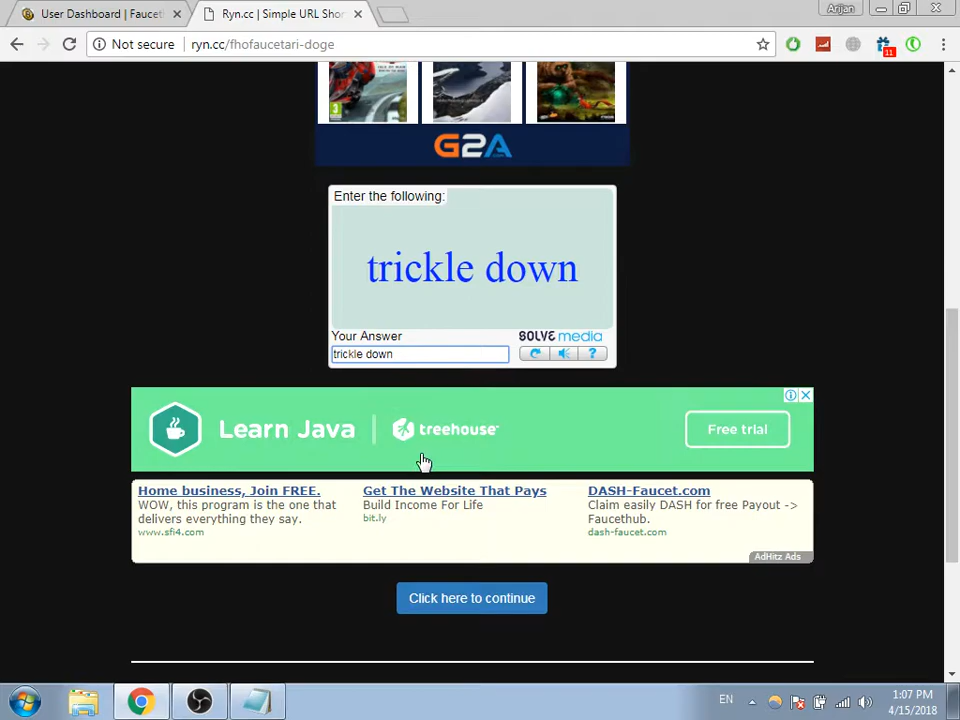 User Dashboard | Faucet
Ryn.cc | Simple URL Shor
Arijan
Not secure
ryn.cc/fhofaucetari-doge
11
G2A
Enter the following:
trickle down
Your Answer
SOLVE media
trickle down
?
Learn Java
treehouse
Free trial
Home business, Join FREE.
WOW, this program is the one that
delivers everything they say.
www.sfi4.com
Get The Website That Pays
Build Income For Life
bit.ly
DASH-Faucet.com
Claim easily DASH for free Payout ->
Faucethub.
dash-faucet.com
AdHitz Ads
Click here to continue
EN
1:07 PM
4/15/2018